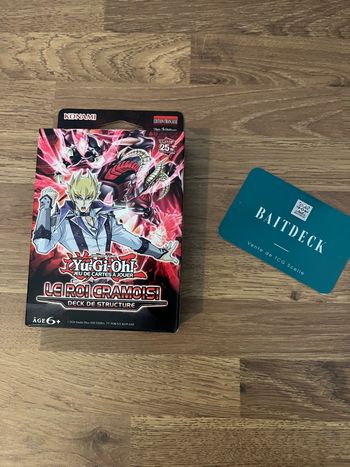 KONAMI
25th
Yu-Gi-Oh!
JEU DE CARTES À JOUER
LE ROI CRAMOISI
DECK DE STRUCTURE
ÂGE 6+
BAITDECK
Vente de TCG Scellé